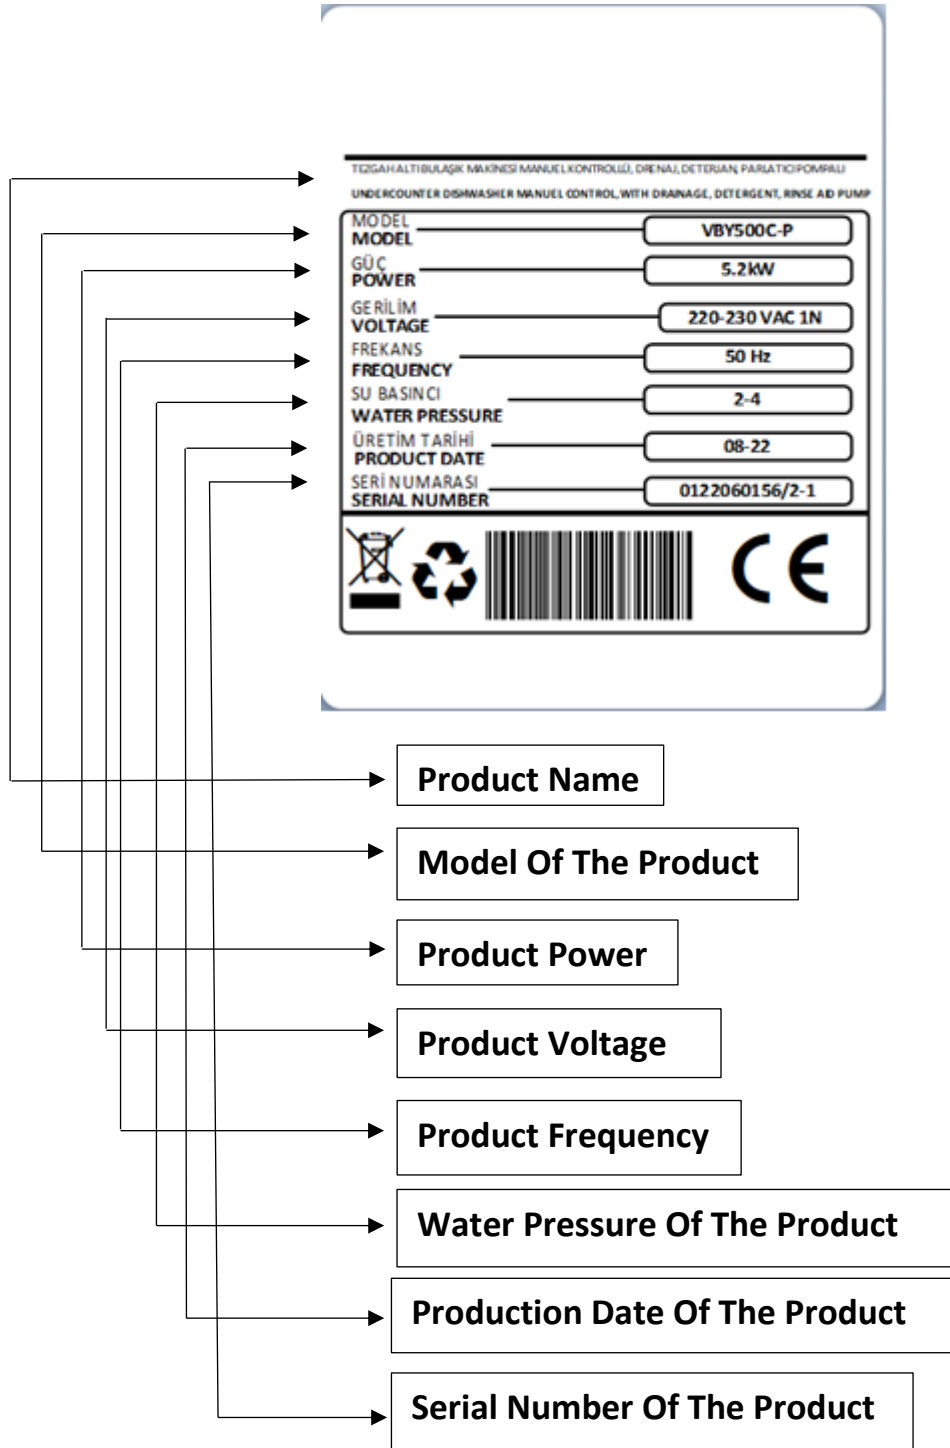 TEZGAH ALTI BULAŞIK MAKİNESİ MANUEL KONTROLLÜ, DRENAJ, DETERJAN, PARLATICI POMPALI
UNDERCOUNTER DISHWASHER MANUEL CONTROL, WITH DRAINAGE, DETERGENT, RINSE AID PUMP
MODEL
MODEL
VBY500C-P
GÜÇ
POWER
5.2kW
GERİLİM
VOLTAGE
220-230 VAC 1N
FREKANS
FREQUENCY
50 Hz
SU BASINCI
WATER PRESSURE
2-4
ÜRETİM TARİHİ
PRODUCT DATE
08-22
SERİ NUMARASI
SERIAL NUMBER
0122060156/2-1
CE
Product Name
Model Of The Product
Product Power
Product Voltage
Product Frequency
Water Pressure Of The Product
Production Date Of The Product
Serial Number Of The Product